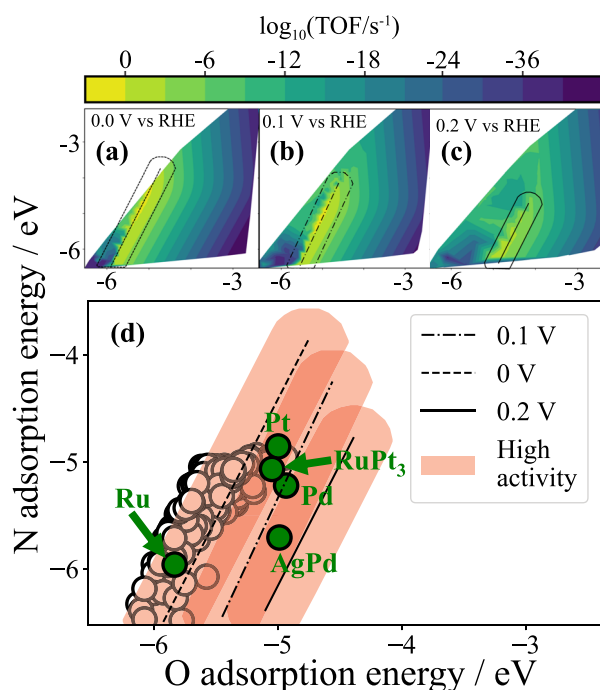 log₁₀(TOF/s⁻¹)
0 -6 -12 -18 -24 -36
0.0 V vs RHE 0.1 V vs RHE 0.2 V vs RHE
(a) (b) (c)
-3
-6
-6 -3 -6 -3 -6 -3
(d)
N adsorption energy / eV
−4
−5
−6
0.1 V
0 V
0.2 V
High
activity
Pt
RuPt₃
Pd
Ru
AgPd
−6 −5 −4 −3
O adsorption energy / eV